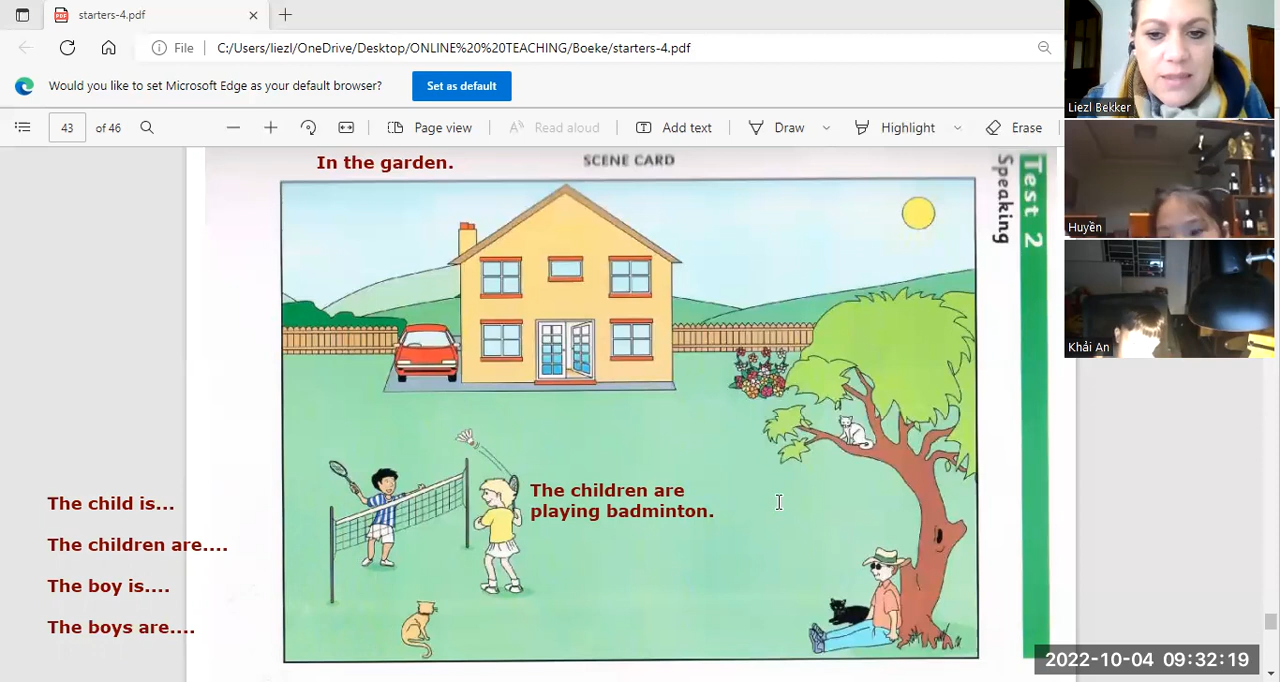 starters-4.pdf
File C:/Users/liezl/OneDrive/Desktop/ONLINE%20%20TEACHING/Boeke/starters-4.pdf
Would you like to set Microsoft Edge as your default browser? Set as default
43 of 46 Page view Read aloud Add text Draw Highlight Erase
Liezl Bekker
Huyền
Khải An
In the garden.
SCENE CARD
Test 2
Speaking
The children are
playing badminton.
The child is...
The children are....
The boy is....
The boys are....
2022-10-04 09:32:19